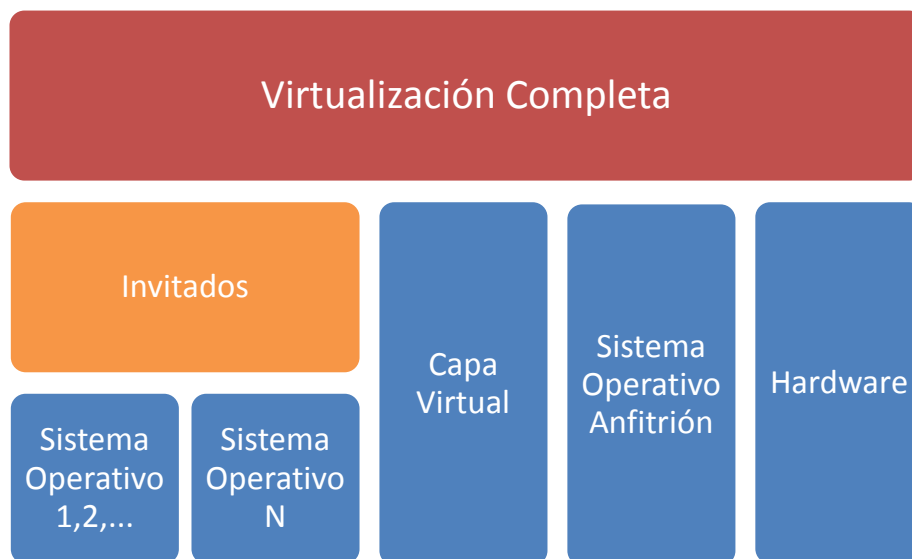 Virtualización Completa
Invitados
Capa
Virtual
Sistema
Operativo
Anfitrión
Hardware
Sistema
Operativo
1,2,...
Sistema
Operativo
N